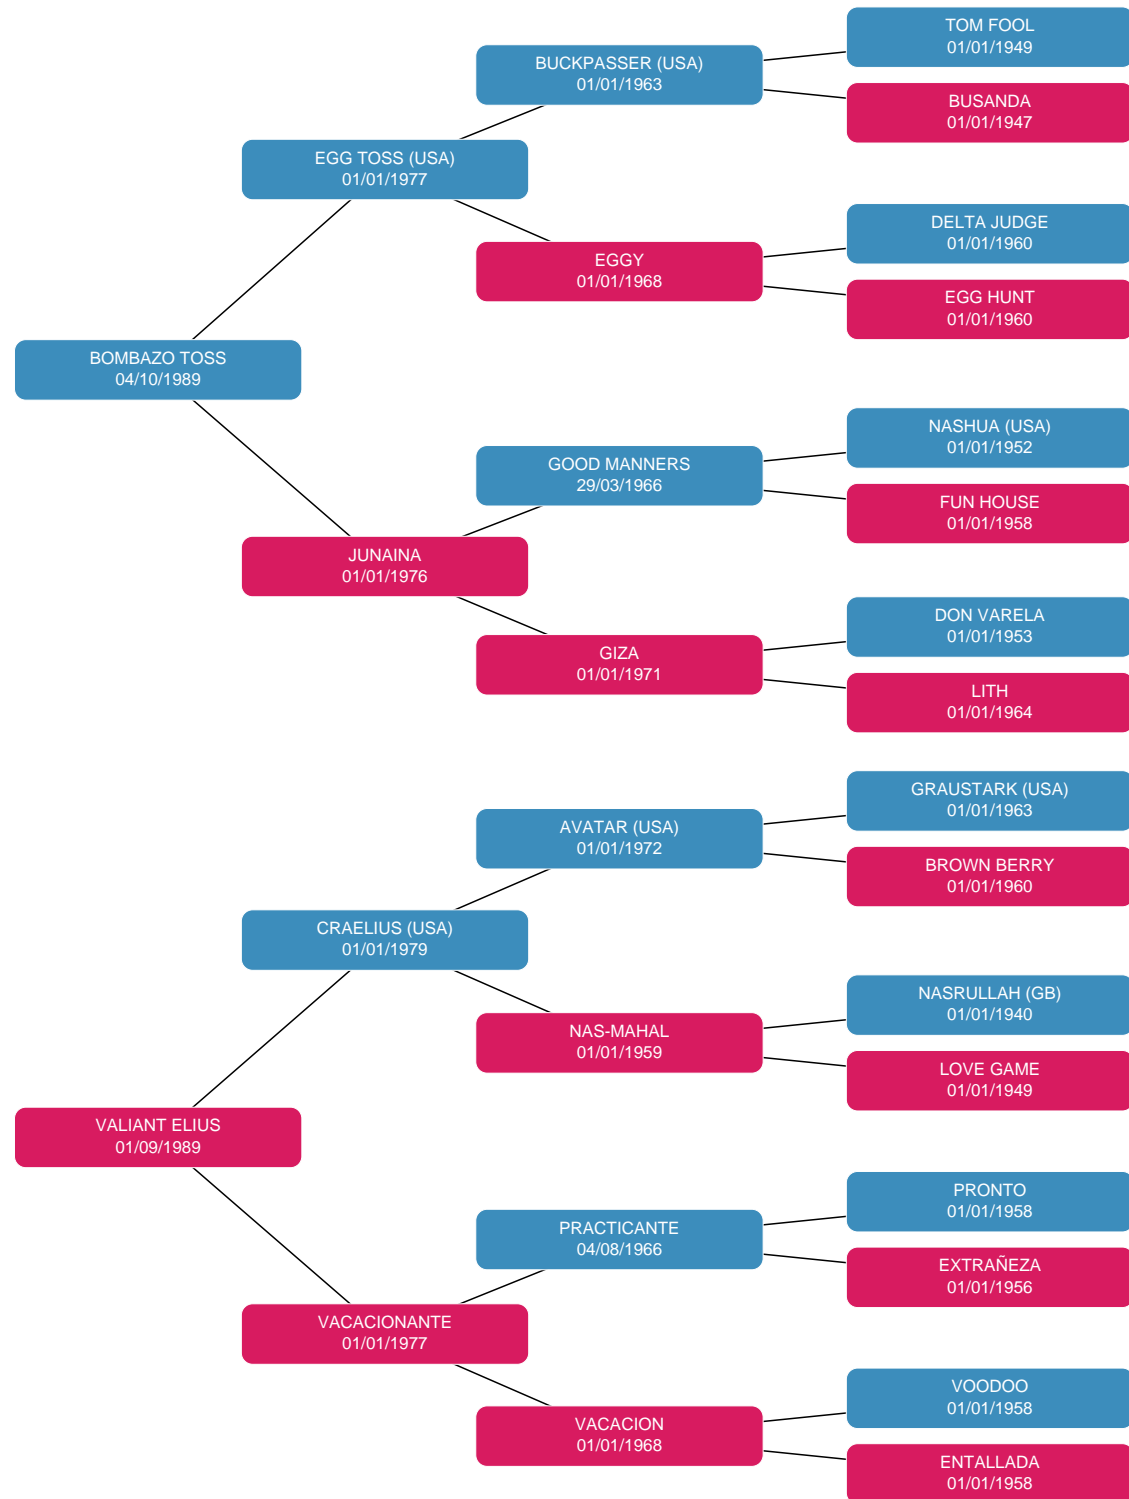 TOM FOOL
01/01/1949
BUCKPASSER (USA)
01/01/1963
BUSANDA
01/01/1947
EGG TOSS (USA)
01/01/1977
DELTA JUDGE
01/01/1960
EGGY
01/01/1968
EGG HUNT
01/01/1960
BOMBAZO TOSS
04/10/1989
NASHUA (USA)
01/01/1952
GOOD MANNERS
29/03/1966
FUN HOUSE
01/01/1958
JUNAINA
01/01/1976
DON VARELA
01/01/1953
GIZA
01/01/1971
LITH
01/01/1964
GRAUSTARK (USA)
01/01/1963
AVATAR (USA)
01/01/1972
BROWN BERRY
01/01/1960
CRAELIUS (USA)
01/01/1979
NASRULLAH (GB)
01/01/1940
NAS-MAHAL
01/01/1959
LOVE GAME
01/01/1949
VALIANT ELIUS
01/09/1989
PRONTO
01/01/1958
PRACTICANTE
04/08/1966
EXTRAÑEZA
01/01/1956
VACACIONANTE
01/01/1977
VOODOO
01/01/1958
VACACION
01/01/1968
ENTALLADA
01/01/1958